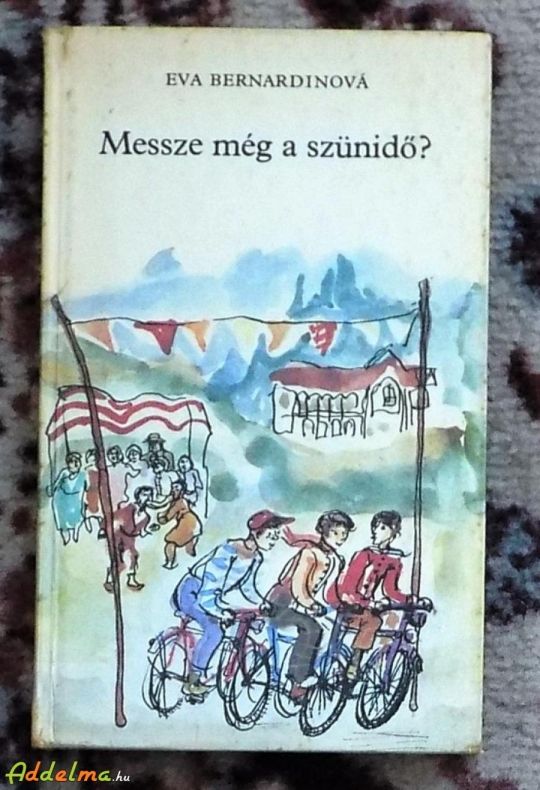 EVA BERNARDINOVÁ
Messze még a szünidő?
Addelma.hu